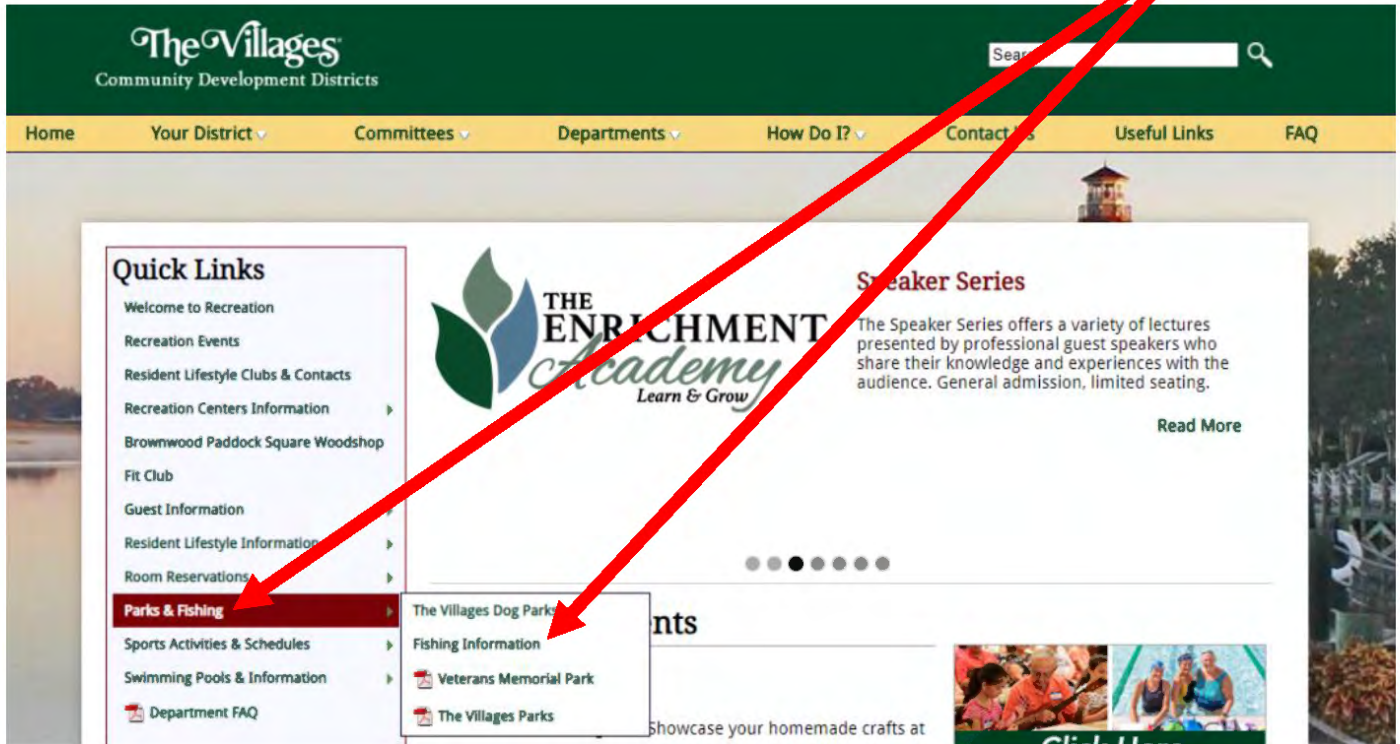 The Villages
Community Development Districts
Home Your District Committees Departments How Do I? Contact Us Useful Links FAQ
Quick Links
Welcome to Recreation
Recreation Events
Resident Lifestyle Clubs & Contacts
Recreation Centers Information
Brownwood Paddock Square Woodshop
Fit Club
Guest Information
Resident Lifestyle Information
Room Reservations
Parks & Fishing
Sports Activities & Schedules
Swimming Pools & Information
Department FAQ
The Villages Dog Parks
Fishing Information
Veterans Memorial Park
The Villages Parks
THE
ENRICHMENT
Academy
Learn & Grow
Speaker Series
The Speaker Series offers a variety of lectures
presented by professional guest speakers who
share their knowledge and experiences with the
audience. General admission, limited seating.
Read More
nts
Showcase your homemade crafts at
Click Here